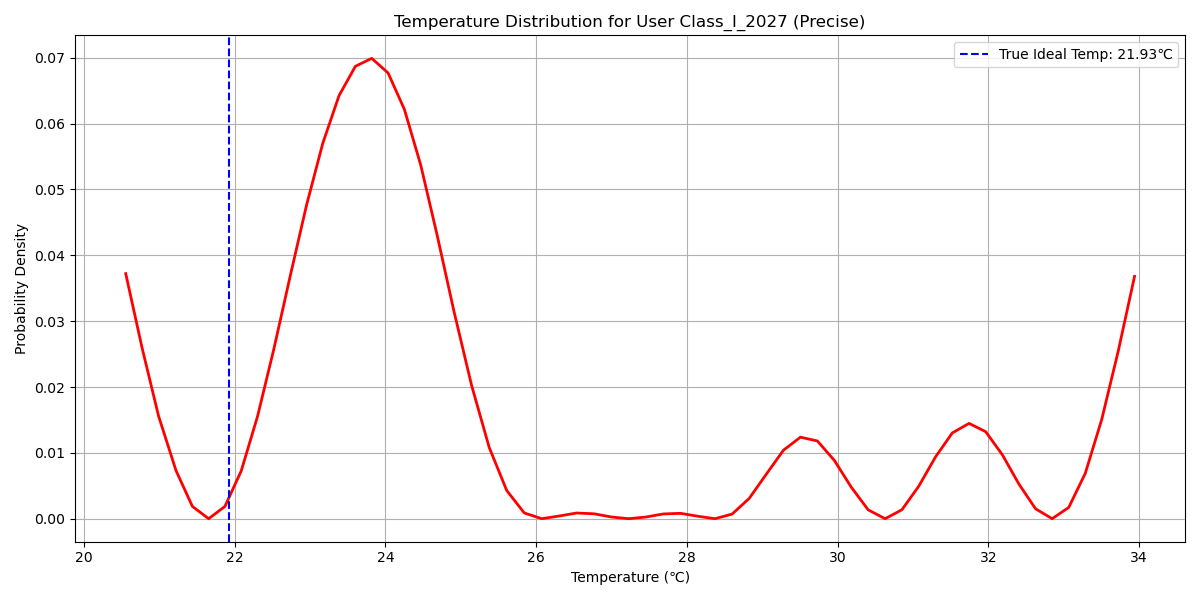 Temperature Distribution for User Class_I_2027 (Precise)
True Ideal Temp: 21.93℃
Probability Density
0.07
0.06
0.05
0.04
0.03
0.02
0.01
0.00
20 22 24 26 28 30 32 34
Temperature (℃)